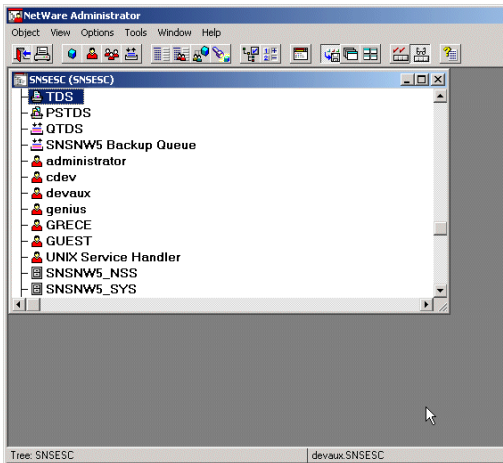 NetWare Administrator
Object View Options Tools Window Help
SNSESC (SNSESC)
TDS
PSTDS
QTDS
SNSNW5 Backup Queue
administrator
cdev
devaux
genius
GRECE
GUEST
UNIX Service Handler
SNSNW5_NSS
SNSNW5_SYS
Tree: SNSESC
devaux.SNSESC